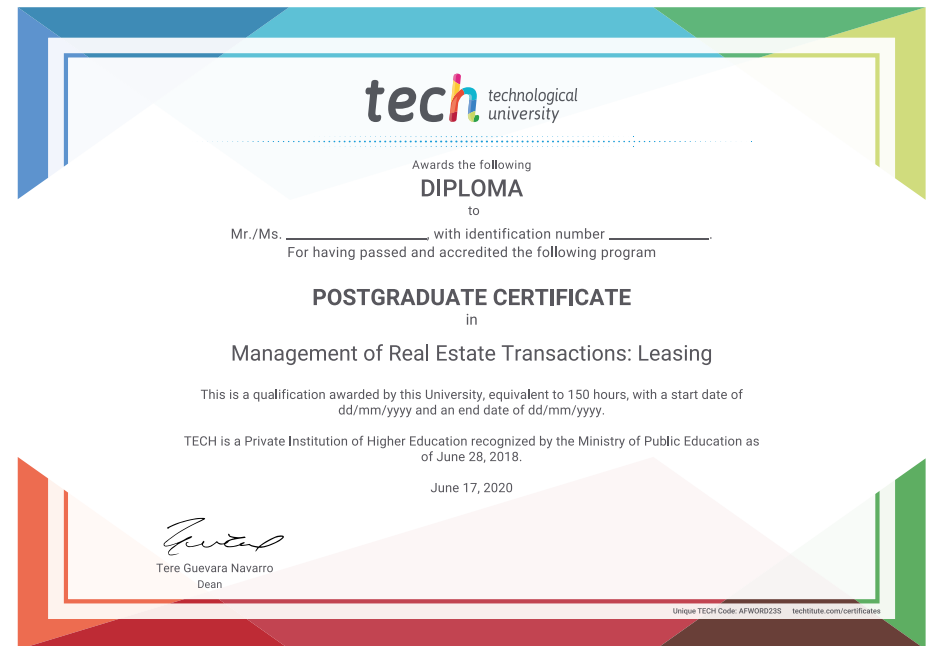 tech technological
university
Awards the following
DIPLOMA
to
Mr./Ms. ____________________, with identification number ______________.
For having passed and accredited the following program
POSTGRADUATE CERTIFICATE
in
Management of Real Estate Transactions: Leasing
This is a qualification awarded by this University, equivalent to 150 hours, with a start date of
dd/mm/yyyy and an end date of dd/mm/yyyy.
TECH is a Private Institution of Higher Education recognized by the Ministry of Public Education as
of June 28, 2018.
June 17, 2020
Tere Guevara Navarro
Dean
Unique TECH Code: AFWORD23S techtitute.com/certificates